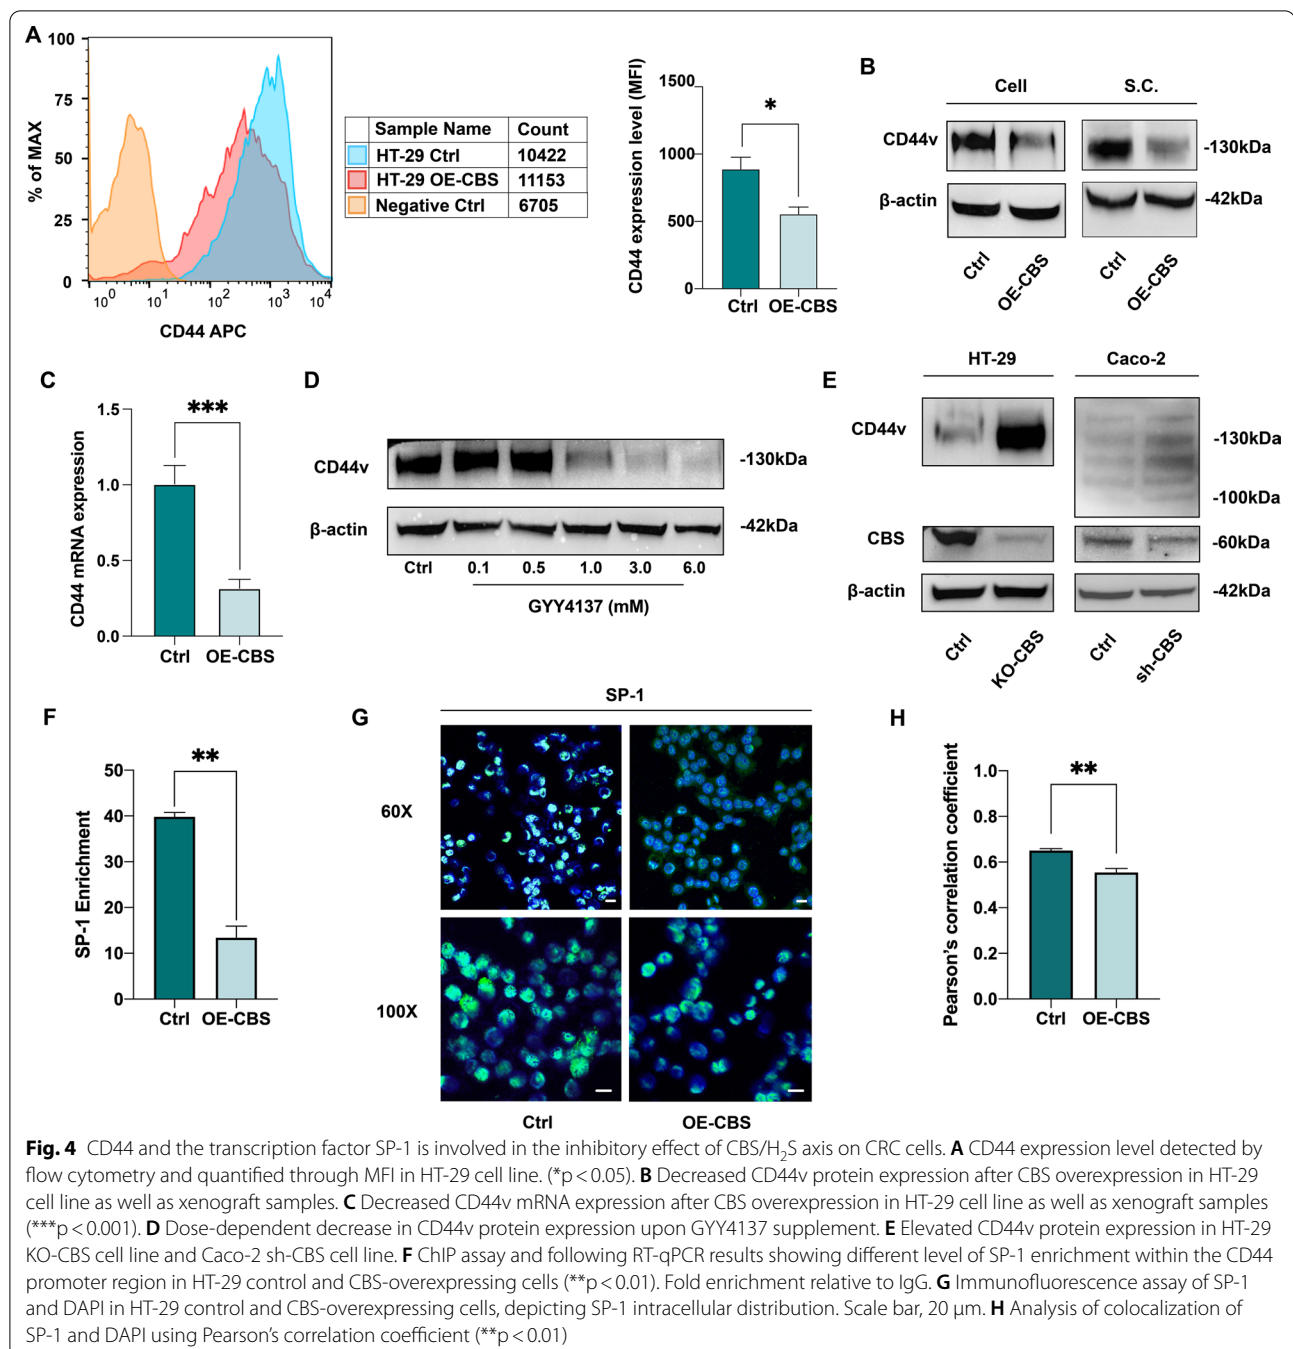 A
100
75
50
25
0
% of MAX
10^0 10^1 10^2 10^3 10^4
CD44 APC
Sample Name Count
HT-29 Ctrl 10422
HT-29 OE-CBS 11153
Negative Ctrl 6705
CD44 expression level (MFI)
1500
1000
500
0
*
Ctrl OE-CBS
B
Cell S.C.
CD44v -130kDa
β-actin -42kDa
Ctrl OE-CBS Ctrl OE-CBS
C
CD44 mRNA expression
1.5
1.0
0.5
0.0
***
Ctrl OE-CBS
D
CD44v -130kDa
β-actin -42kDa
Ctrl 0.1 0.5 1.0 3.0 6.0
GYY4137 (mM)
E
HT-29 Caco-2
CD44v -130kDa
-100kDa
CBS -60kDa
β-actin -42kDa
Ctrl KO-CBS Ctrl sh-CBS
F
SP-1 Enrichment
50
40
30
20
10
0
**
Ctrl OE-CBS
G
SP-1
60X
100X
Ctrl OE-CBS
H
Pearson's correlation coefficient
1.0
0.8
0.6
0.4
0.2
0.0
**
Ctrl OE-CBS
Fig. 4 CD44 and the transcription factor SP-1 is involved in the inhibitory effect of CBS/H₂S axis on CRC cells. A CD44 expression level detected by
flow cytometry and quantified through MFI in HT-29 cell line. (*p < 0.05). B Decreased CD44v protein expression after CBS overexpression in HT-29
cell line as well as xenograft samples. C Decreased CD44v mRNA expression after CBS overexpression in HT-29 cell line as well as xenograft samples
(***p < 0.001). D Dose-dependent decrease in CD44v protein expression upon GYY4137 supplement. E Elevated CD44v protein expression in HT-29
KO-CBS cell line and Caco-2 sh-CBS cell line. F ChIP assay and following RT-qPCR results showing different level of SP-1 enrichment within the CD44
promoter region in HT-29 control and CBS-overexpressing cells (**p < 0.01). Fold enrichment relative to IgG. G Immunofluorescence assay of SP-1
and DAPI in HT-29 control and CBS-overexpressing cells, depicting SP-1 intracellular distribution. Scale bar, 20 μm. H Analysis of colocalization of
SP-1 and DAPI using Pearson's correlation coefficient (**p < 0.01)